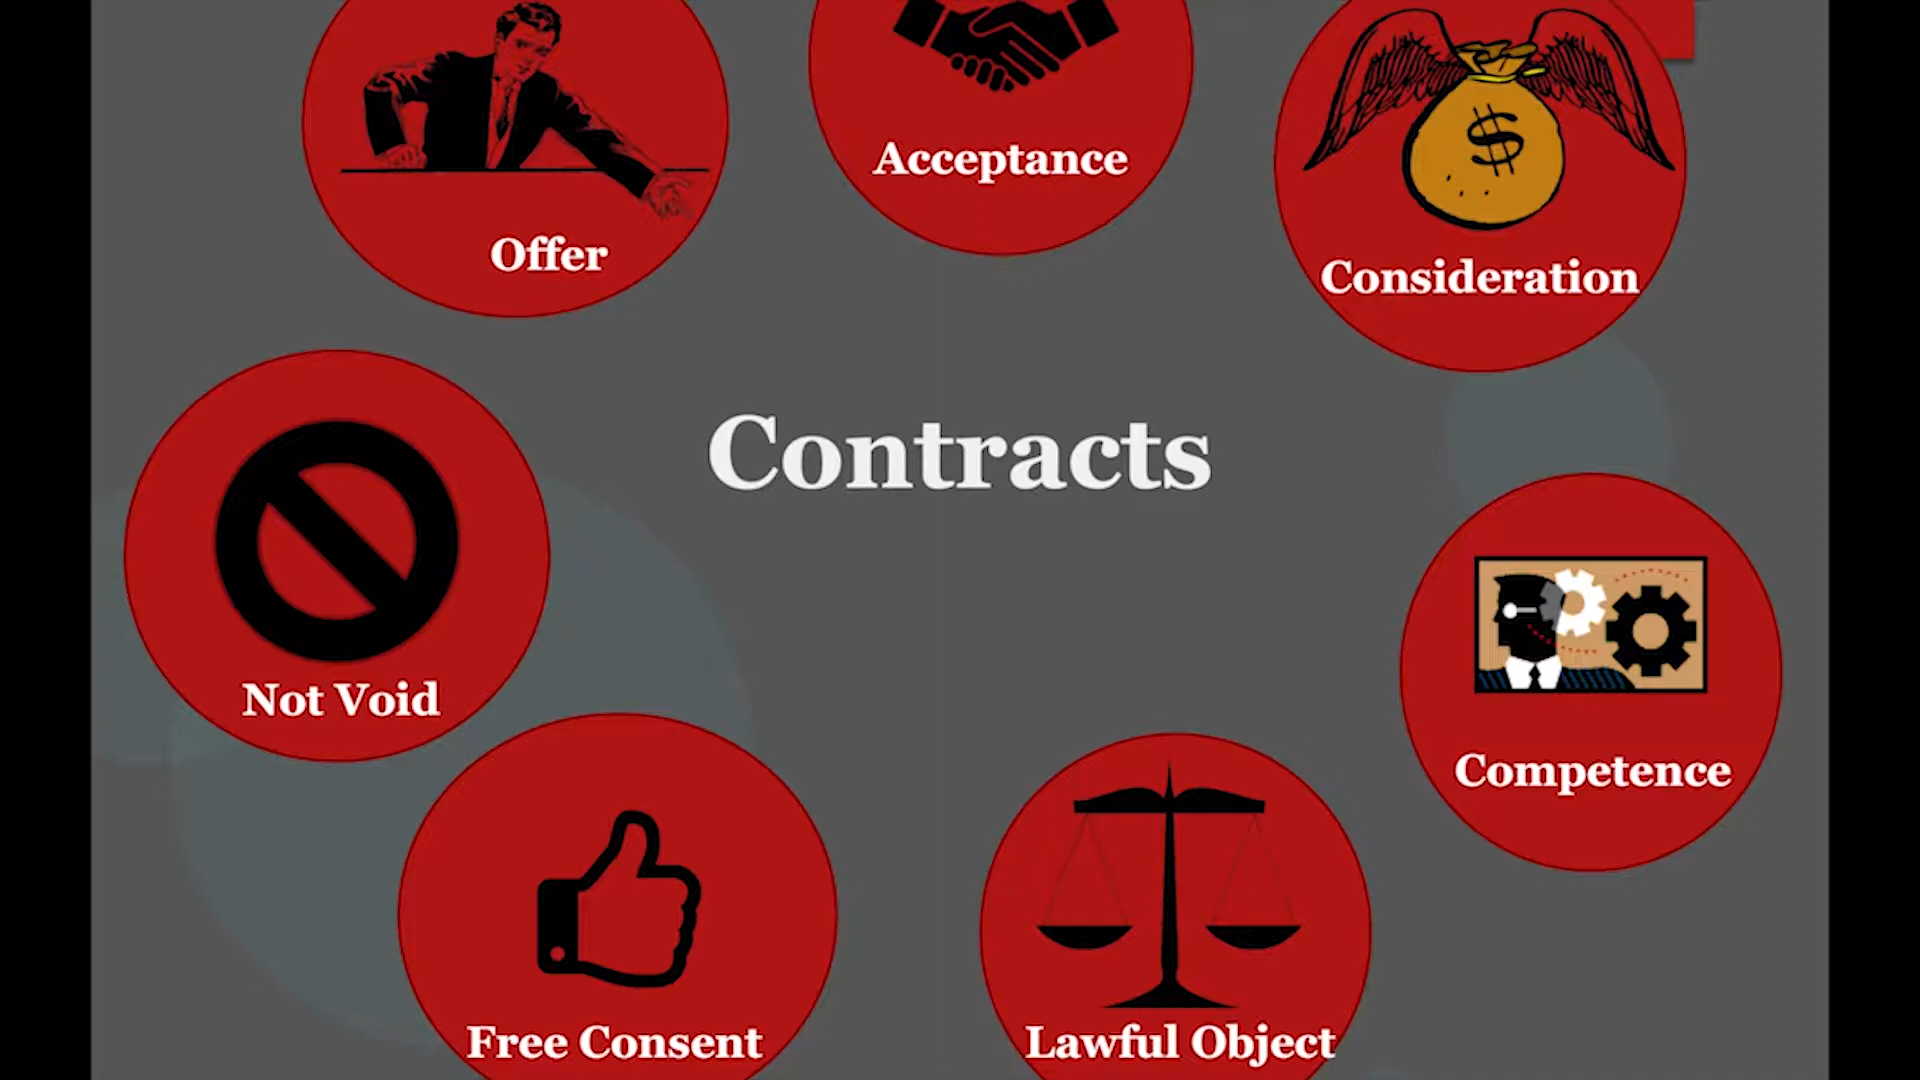 Acceptance
Offer
Consideration
$
Contracts
Not Void
Competence
Free Consent
Lawful Object